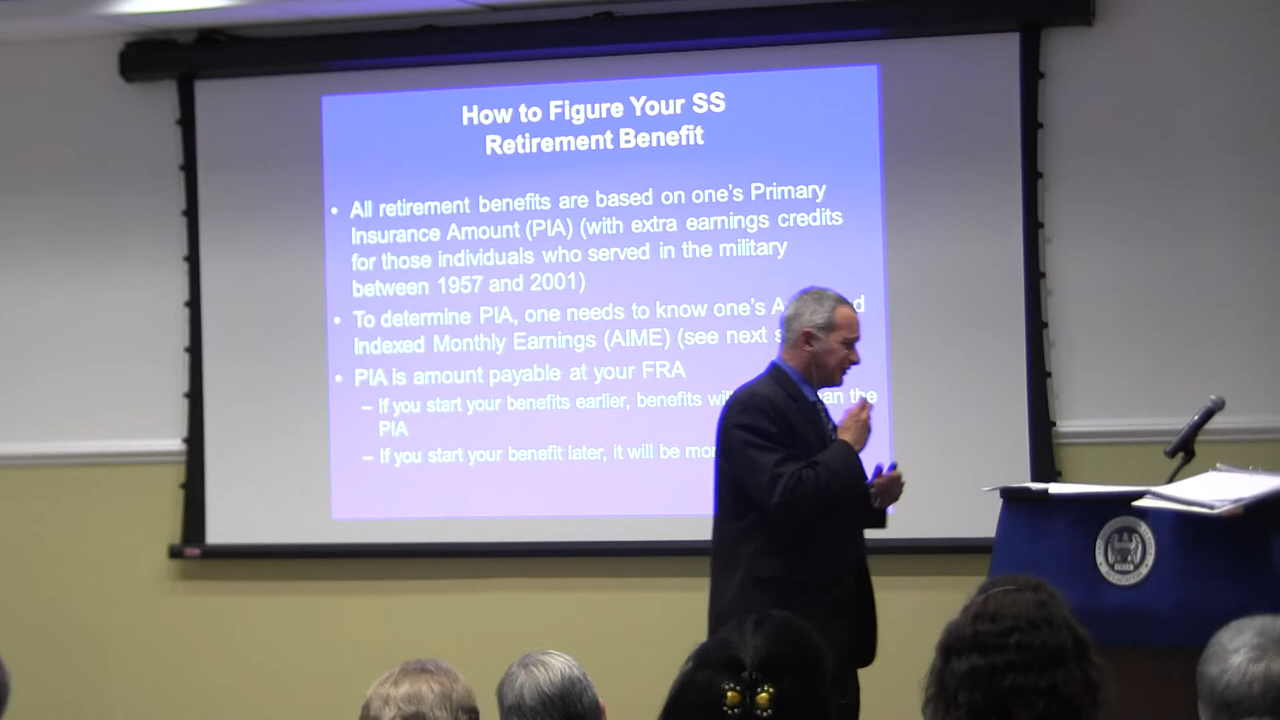 How to Figure Your SS
Retirement Benefit
• All retirement benefits are based on one's Primary
Insurance Amount (PIA) (with extra earnings credits
for those individuals who served in the military
between 1957 and 2001)
• To determine PIA, one needs to know one's
Indexed Monthly Earnings (AIME) (see next
• PIA is amount payable at your FRA
– If you start your benefits earlier, benefits the
PIA
– If you start your benefit later, it will be